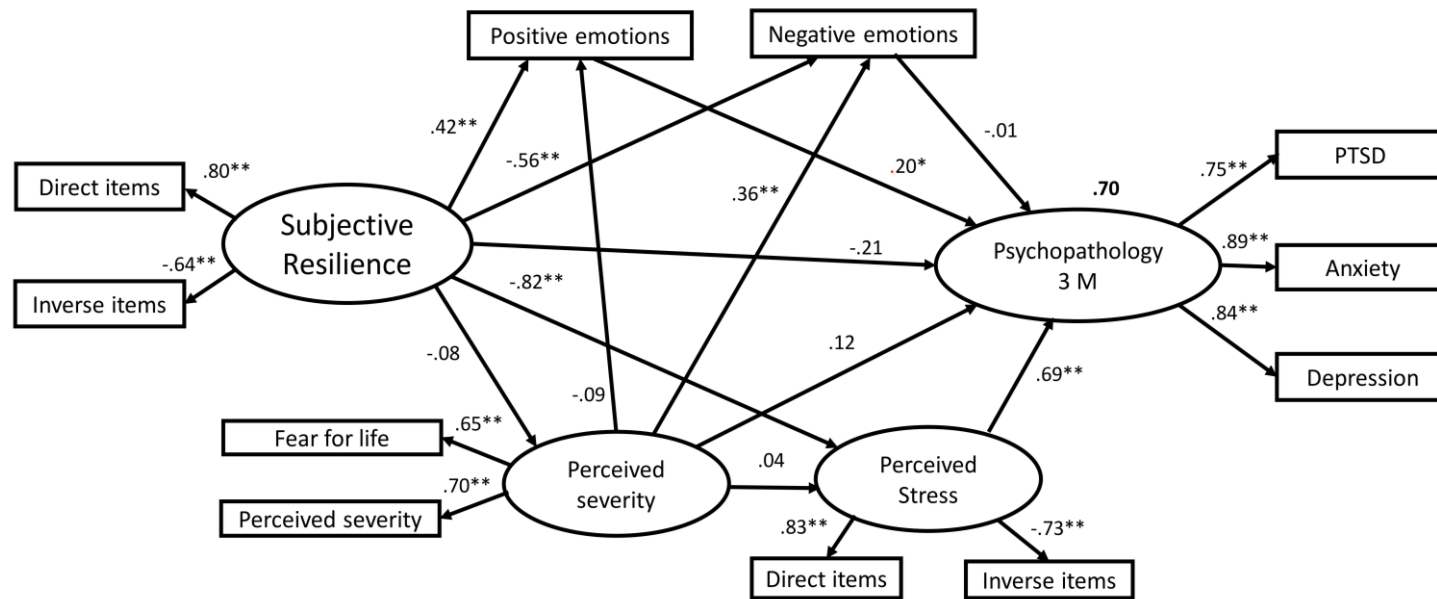 Positive emotions
Negative emotions
.42**
-.56**
-.01
.80**
.36**
.20*
.70
.75**
PTSD
Direct items
Subjective
Resilience
-.21
Psychopathology
3 M
.89**
Anxiety
-.64**
Inverse items
-.82**
.84**
-.08
.12
.69**
Depression
-.09
.65**
Fear for life
Perceived
severity
.04
Perceived
Stress
.70**
Perceived severity
.83**
-.73**
Direct items
Inverse items